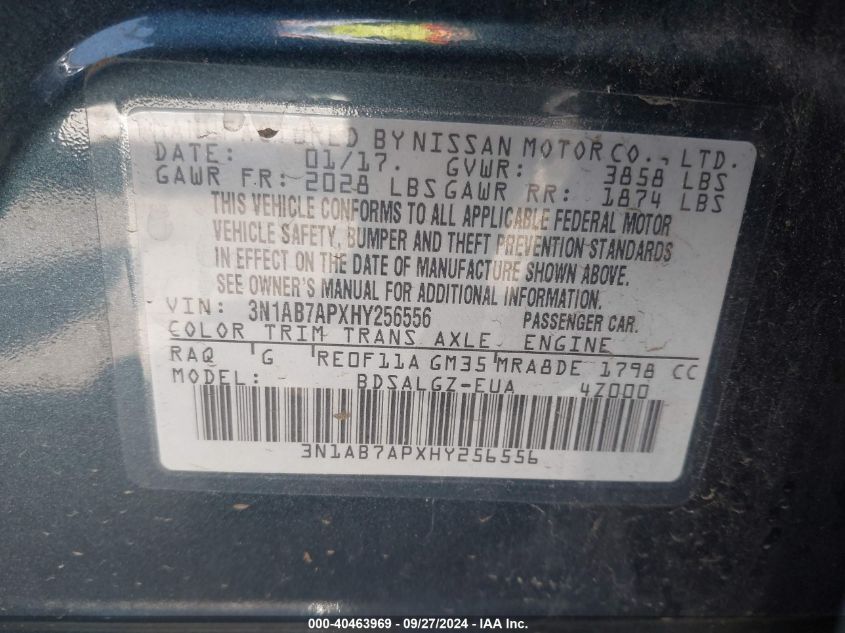 BY NISSAN MOTOR CO., LTD.
DATE: 01/17. GVWR: 3858 LBS
GAWR FR: 2028 LBS GAWR RR: 1874 LBS
THIS VEHICLE CONFORMS TO ALL APPLICABLE FEDERAL MOTOR
VEHICLE SAFETY, BUMPER AND THEFT PREVENTION STANDARDS
IN EFFECT ON THE DATE OF MANUFACTURE SHOWN ABOVE.
SEE OWNER'S MANUAL FOR ADDITIONAL INFORMATION.
VIN: 3N1AB7APXHY256556 PASSENGER CAR.
COLOR TRIM TRANS AXLE ENGINE
RAQ G RE0F11A GM35 MRA8DE 1798 CC
MODEL: BDSALGZ-EUA 4Z000
3N1AB7APXHY256556
000-40463969 - 09/27/2024 - IAA Inc.